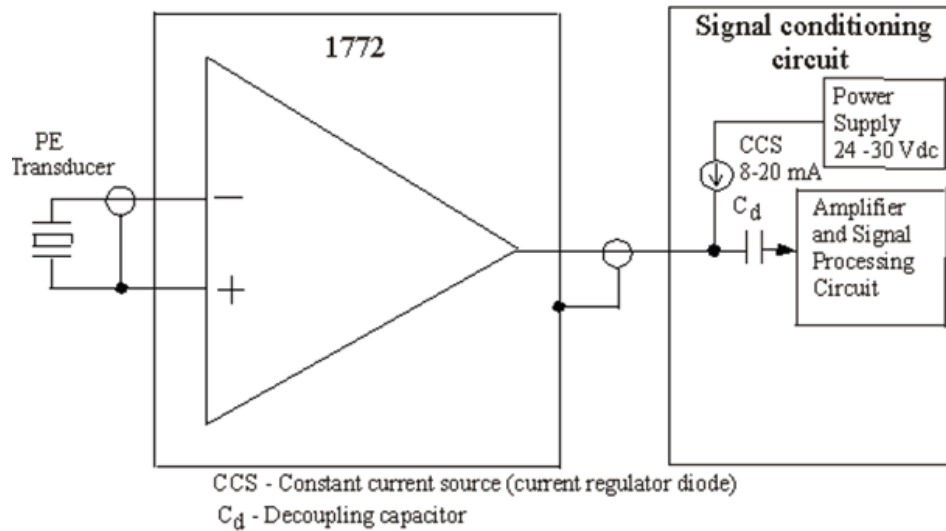 1772
Signal conditioning
circuit
Power
Supply
24 -30 Vdc
CCS
8-20 mA
Cd
Amplifier
and Signal
Processing
Circuit
PE
Transducer
−
+
CCS - Constant current source (current regulator diode)
Cd - Decoupling capacitor